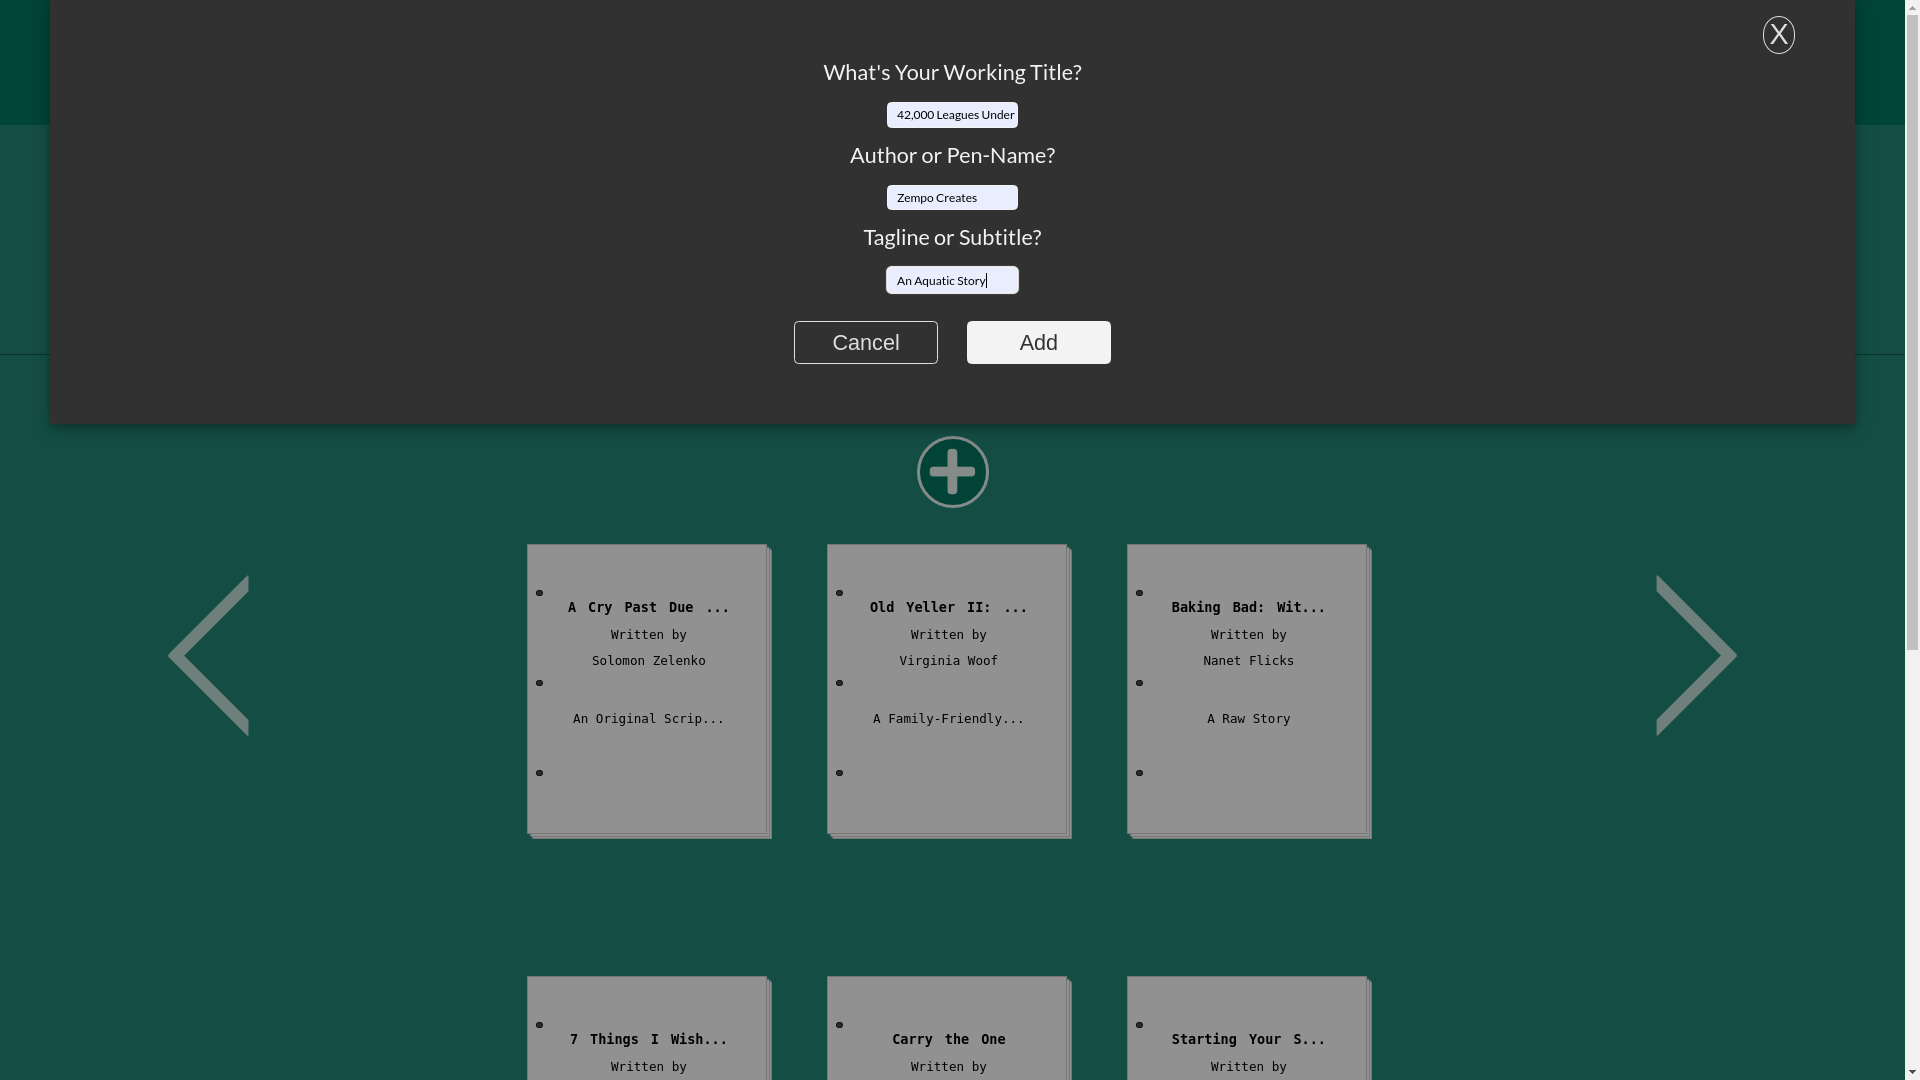 X
What's Your Working Title?
42,000 Leagues Under
Author or Pen-Name?
Zempo Creates
Tagline or Subtitle?
An Aquatic Story
Cancel
Add
A Cry Past Due ...
Written by
Solomon Zelenko
An Original Scrip...
Old Yeller II: ...
Written by
Virginia Woof
A Family-Friendly...
Baking Bad: Wit...
Written by
Nanet Flicks
A Raw Story
7 Things I Wish...
Written by
Carry the One
Written by
Starting Your S...
Written by